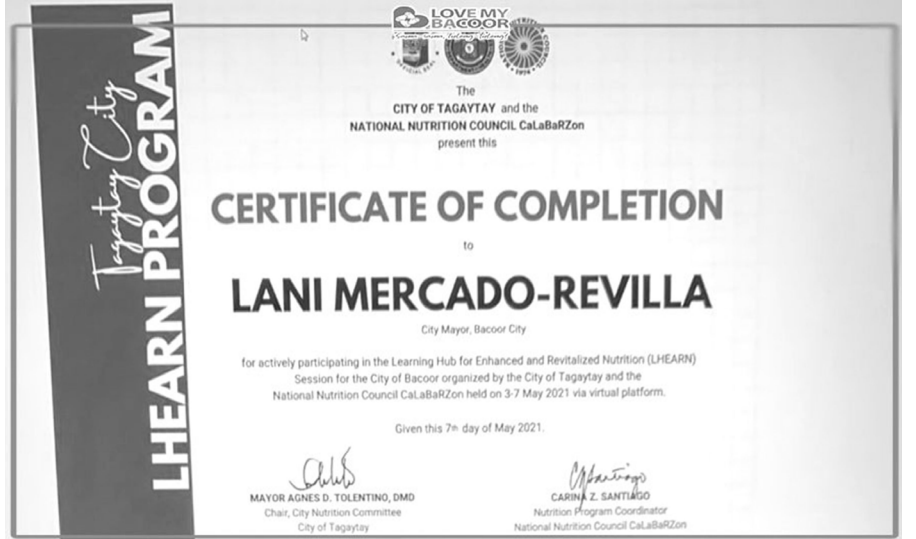 LOVE MY
BACOOR
The
CITY OF TAGAYTAY and the
NATIONAL NUTRITION COUNCIL CaLaBaRZon
present this
Tagaytay City
LHEARN PROGRAM
CERTIFICATE OF COMPLETION
to
LANI MERCADO-REVILLA
City Mayor, Bacoor City
for actively participating in the Learning Hub for Enhanced and Revitalized Nutrition (LHEARN)
Session for the City of Bacoor organized by the City of Tagaytay and the
National Nutrition Council CaLaBaRZon held on 3-7 May 2021 via virtual platform.
Given this 7th day of May 2021.
MAYOR AGNES D. TOLENTINO, DMD
Chair, City Nutrition Committee
City of Tagaytay
CARINA Z. SANTIAGO
Nutrition Program Coordinator
National Nutrition Council CaLaBaRZon